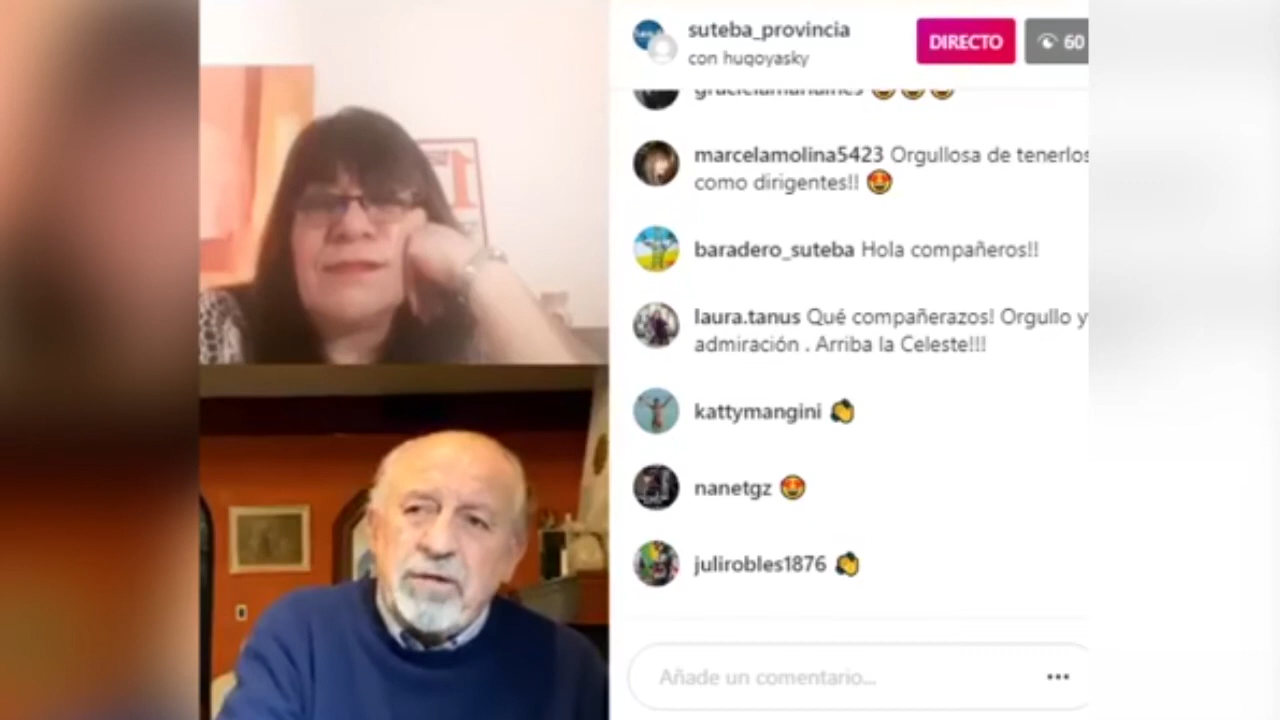 suteba_provincia
DIRECTO
60
con hugoyasky
gracielamariaines 😍😍😍
marcelamolina5423 Orgullosa de tenerlos
como dirigentes!! 😍
baradero_suteba Hola compañeros!!
laura.tanus Qué compañerazos! Orgullo y
admiración . Arriba la Celeste!!!
kattymangini 👏
nanetgz 😍
julirobles1876 👏
Añade un comentario...